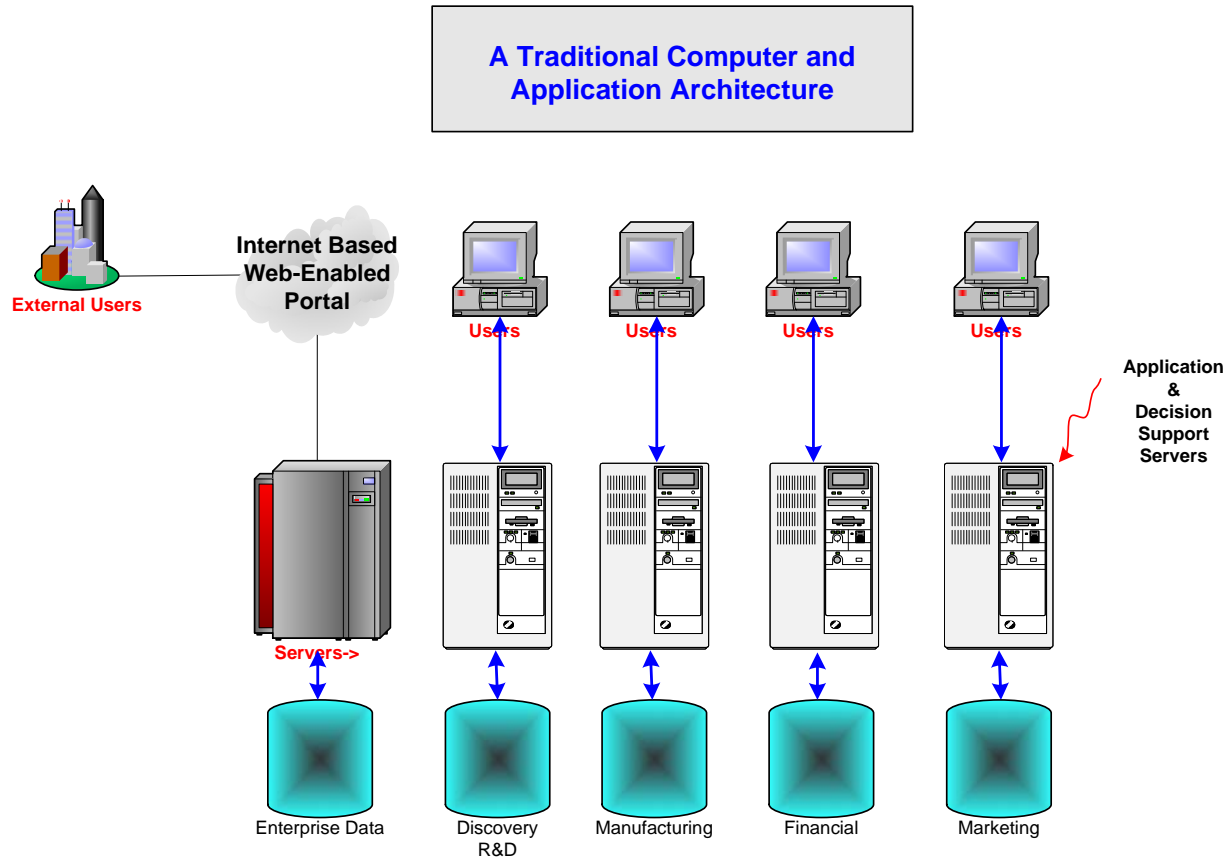 A Traditional Computer and
Application Architecture
Internet Based
Web-Enabled
Portal
External Users
Users
Users
Users
Users
Application
&
Decision
Support
Servers
Servers->
Enterprise Data
Discovery
R&D
Manufacturing
Financial
Marketing